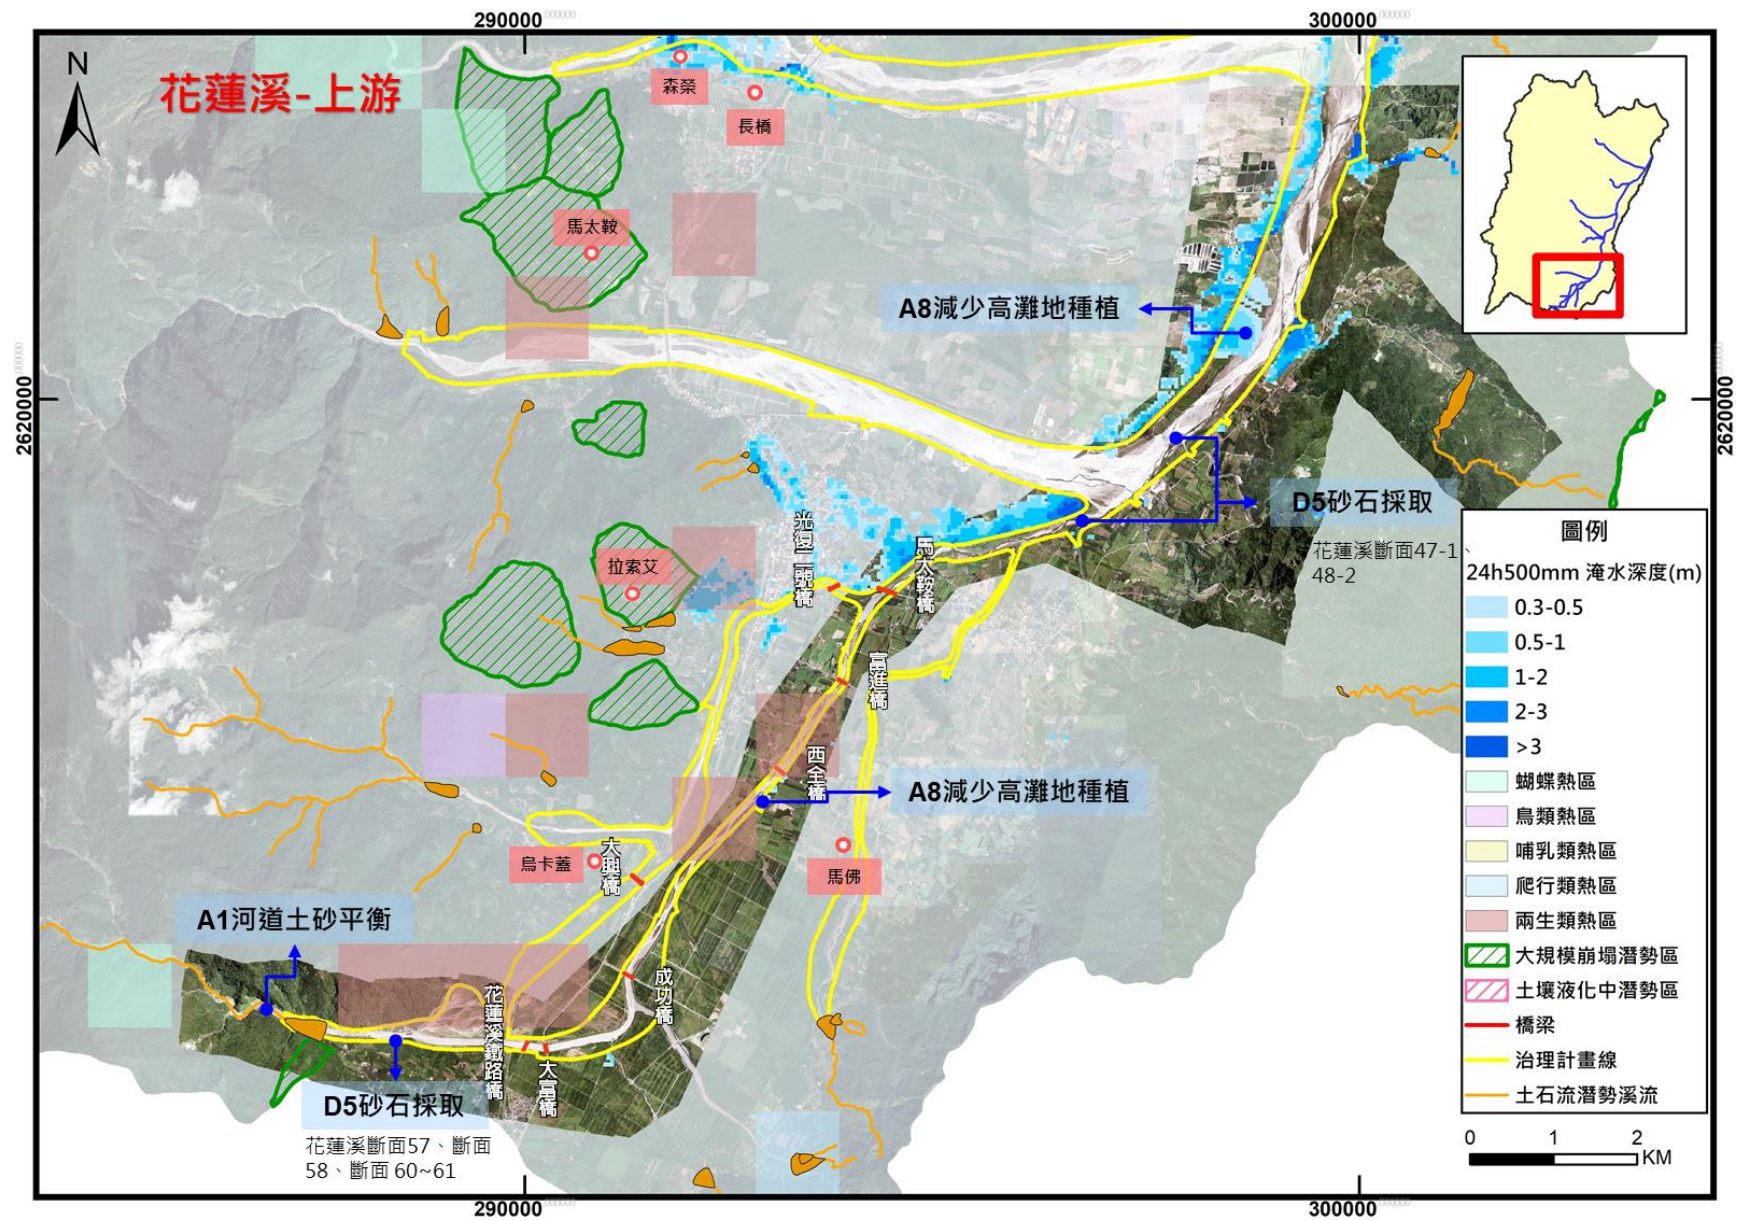 290000
300000
N
花蓮溪-上游
森榮
長橋
馬太鞍
A8減少高灘地種植
2620000
2620000
D5砂石採取
花蓮溪斷面47-1、
48-2
光復二號橋
馬太鞍橋
拉索艾
富進橋
西全橋
A8減少高灘地種植
大興橋
烏卡蓋
馬佛
A1河道土砂平衡
成功橋
花蓮溪鐵路橋
大富橋
D5砂石採取
花蓮溪斷面57、斷面
58、斷面 60~61
圖例
24h500mm 淹水深度(m)
0.3-0.5
0.5-1
1-2
2-3
>3
蝴蝶熱區
鳥類熱區
哺乳類熱區
爬行類熱區
兩生類熱區
大規模崩塌潛勢區
土壤液化中潛勢區
橋梁
治理計畫線
土石流潛勢溪流
0 1 2
KM
290000
300000